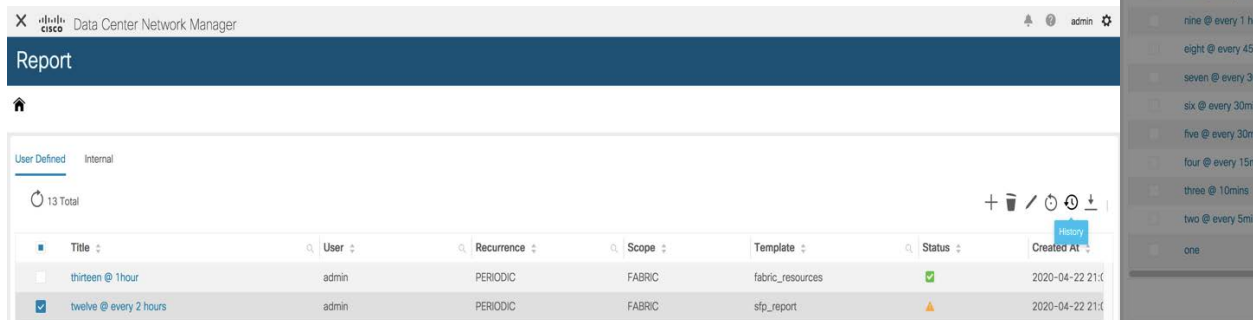 X cisco Data Center Network Manager admin
Report
User Defined Internal
13 Total
History
Title User Recurrence Scope Template Status Created At
thirteen @ 1hour admin PERIODIC FABRIC fabric_resources 2020-04-22 21:0
twelve @ every 2 hours admin PERIODIC FABRIC sfp_report 2020-04-22 21:0
nine @ every 1 h
eight @ every 45
seven @ every 3
six @ every 30m
five @ every 30m
four @ every 15m
three @ 10mins
two @ every 5mi
one